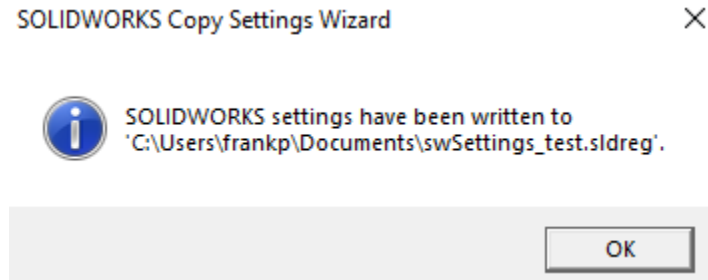 SOLIDWORKS Copy Settings Wizard
SOLIDWORKS settings have been written to
'C:\Users\frankp\Documents\swSettings_test.sldreg'.
OK